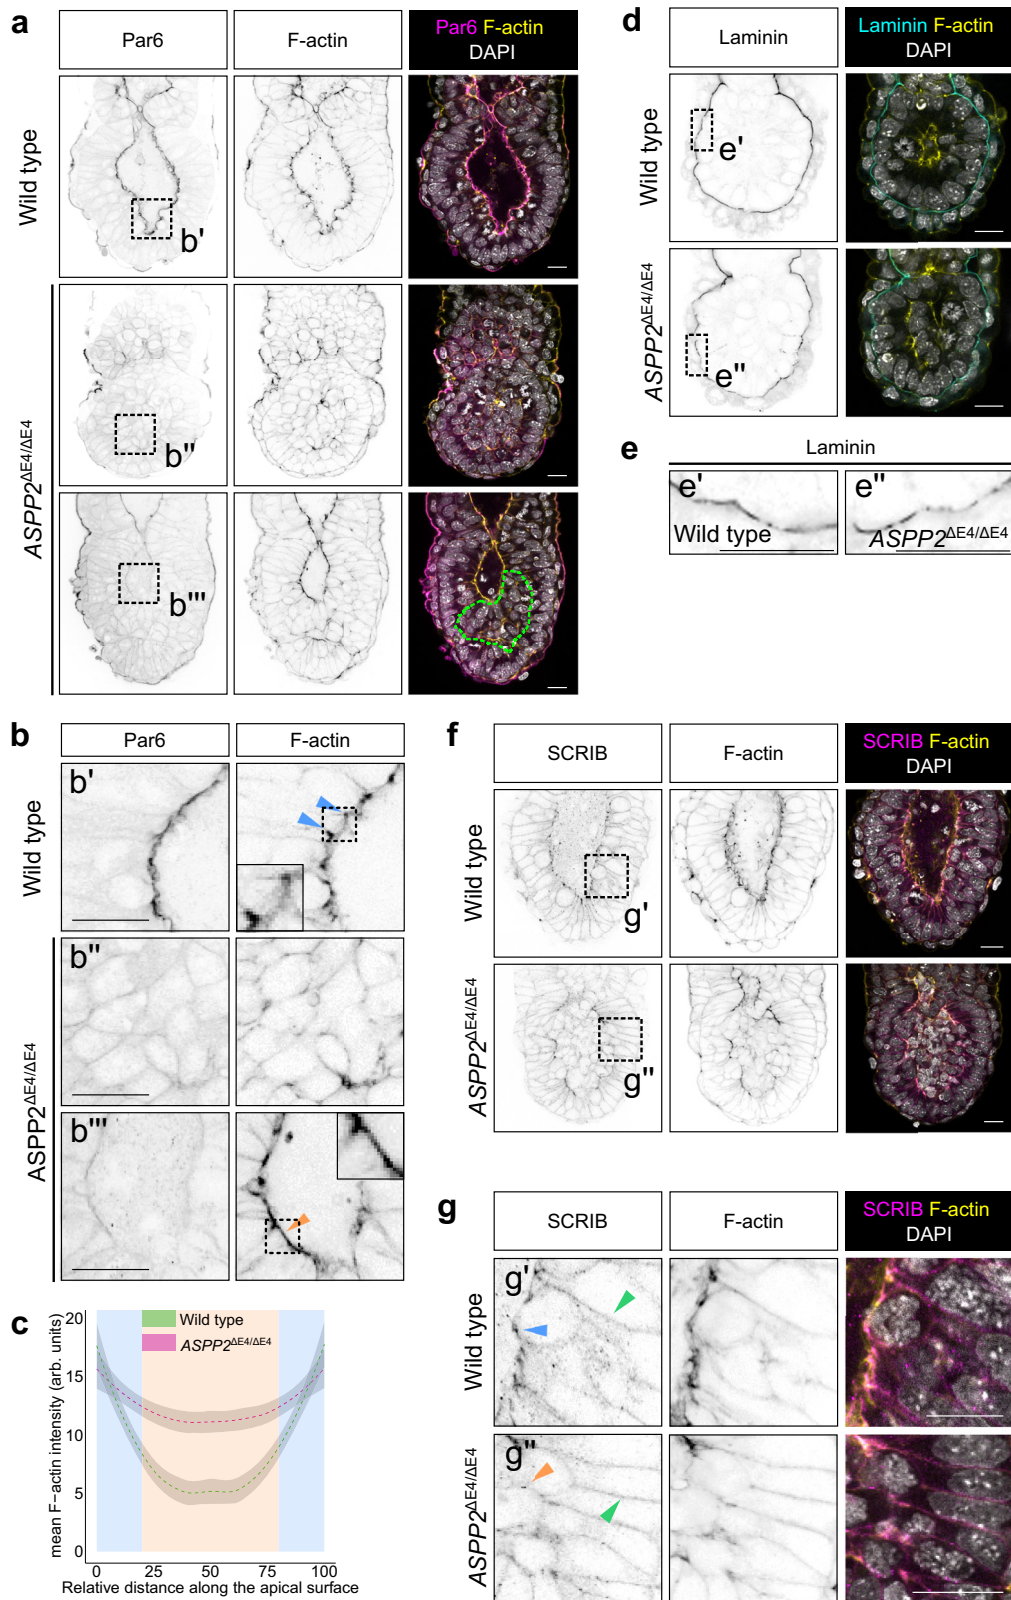 a
Par6
F-actin
Par6 F-actin
DAPI
Wild type
b'
ASPP2ΔE4/ΔE4
b''
b'''
b
Par6
F-actin
Wild type
b'
ASPP2ΔE4/ΔE4
b''
b'''
c
mean F−actin intensity (arb. units)
20
15
10
5
0
Wild type
ASPP2ΔE4/ΔE4
0
25
50
75
100
Relative distance along the apical surface
d
Laminin
Laminin F-actin
DAPI
Wild type
e'
ASPP2ΔE4/ΔE4
e''
e
Laminin
e'
Wild type
e''
ASPP2ΔE4/ΔE4
f
SCRIB
F-actin
SCRIB F-actin
DAPI
Wild type
g'
ASPP2ΔE4/ΔE4
g''
g
SCRIB
F-actin
SCRIB F-actin
DAPI
Wild type
g'
ASPP2ΔE4/ΔE4
g''